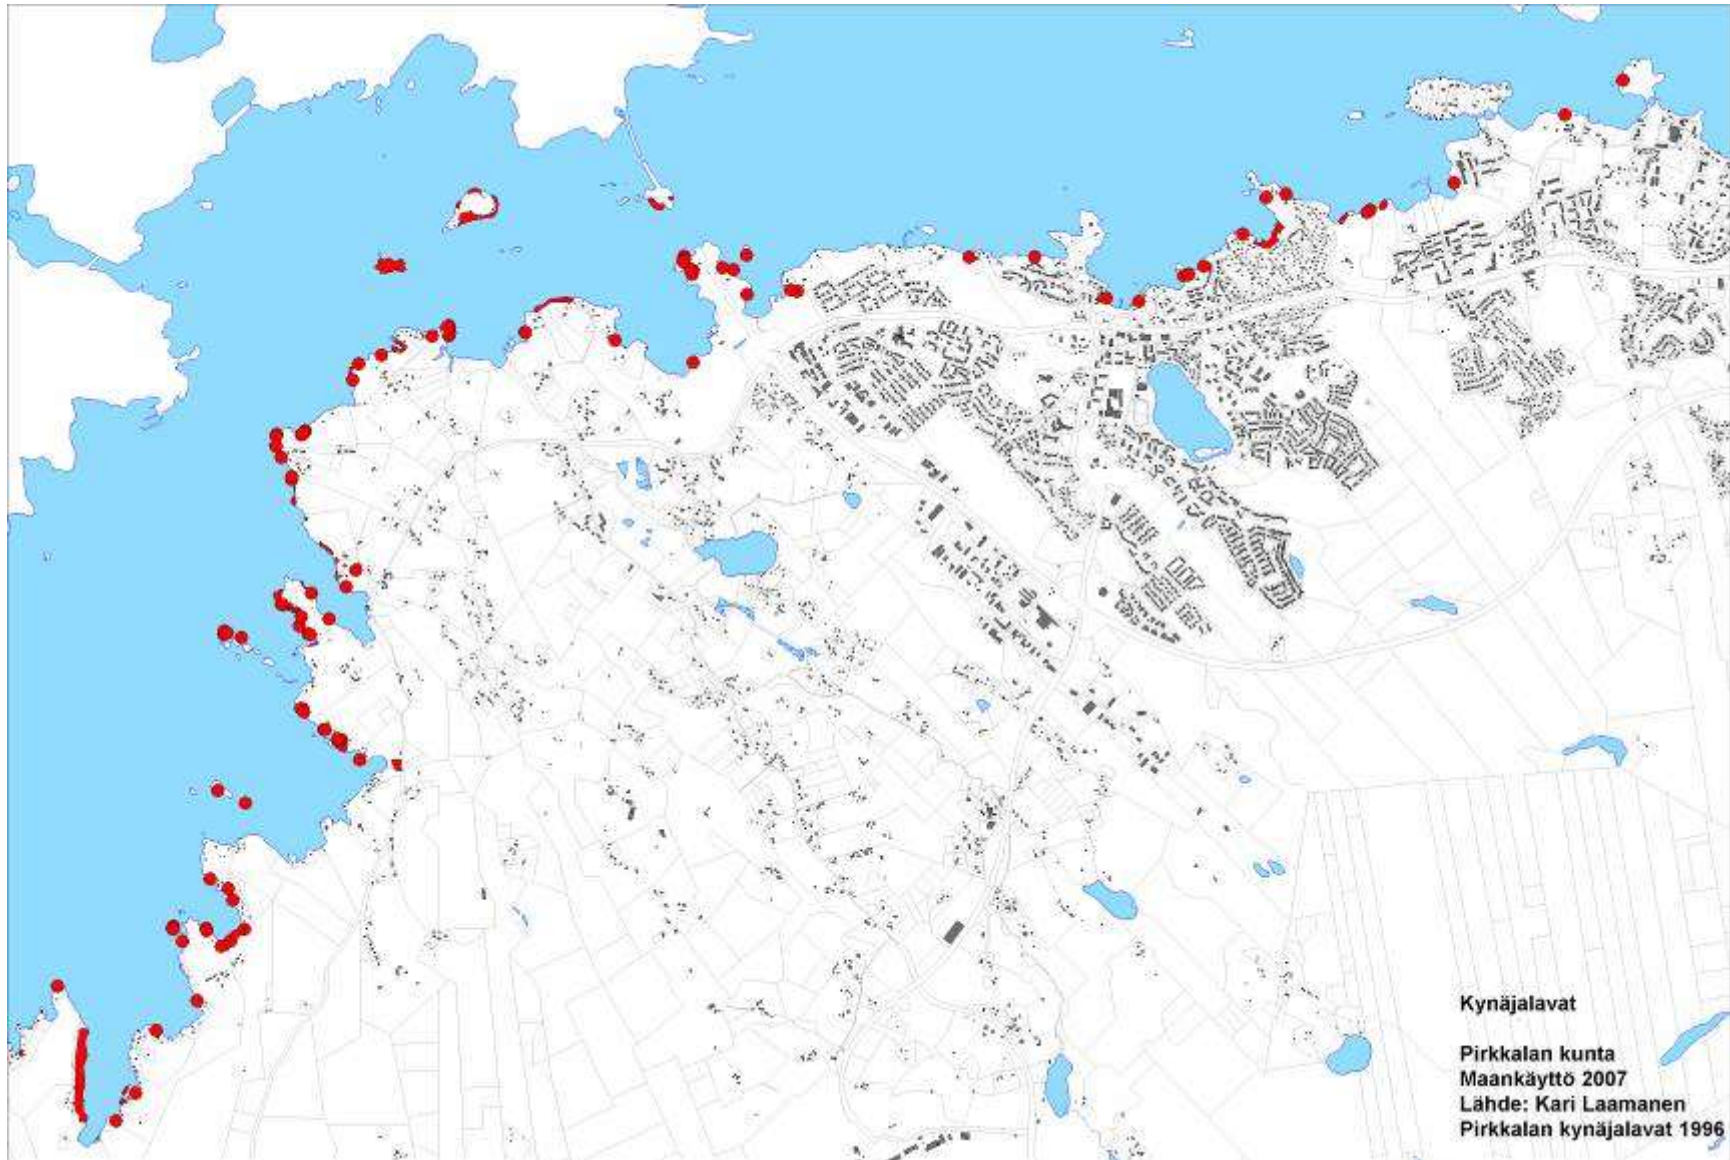 Kynäjalavat
Pirkkalan kunta
Maankäyttö 2007
Lähde: Kari Laamanen
Pirkkalan kynäjalavat 1996